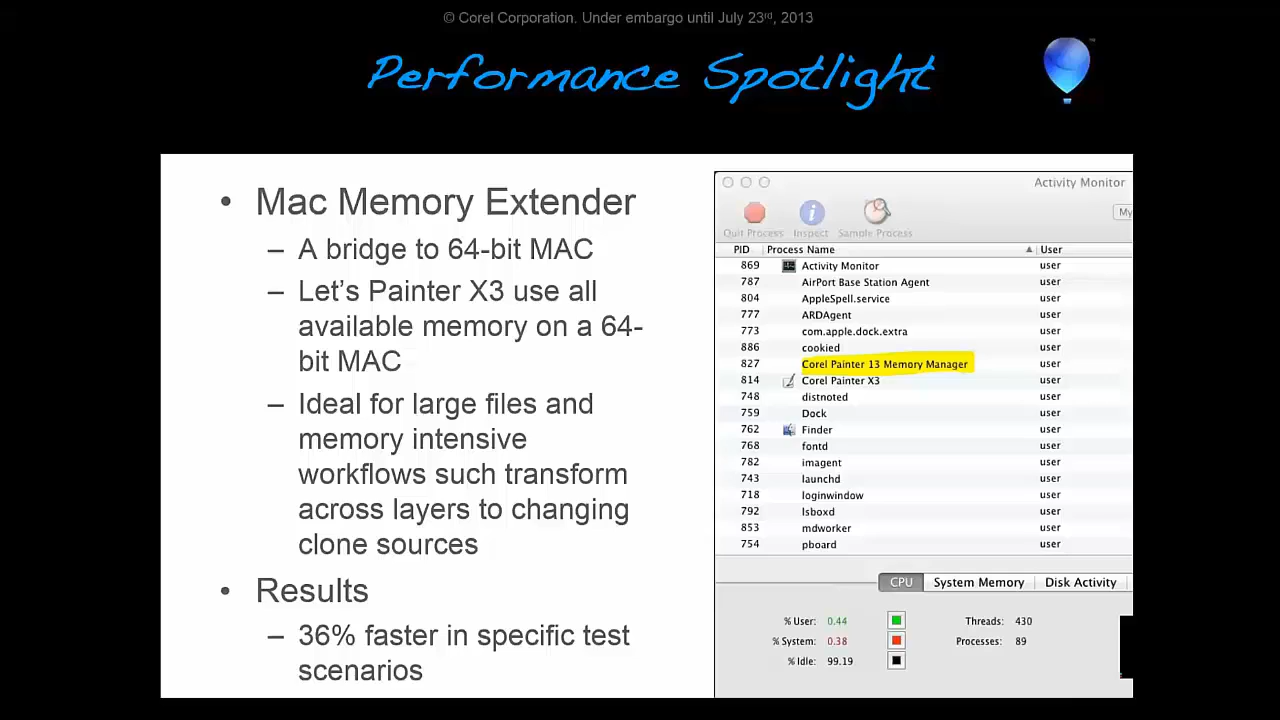 © Corel Corporation. Under embargo until July 23rd, 2013
Performance Spotlight
• Mac Memory Extender
– A bridge to 64-bit MAC
– Let's Painter X3 use all
available memory on a 64-
bit MAC
– Ideal for large files and
memory intensive
workflows such transform
across layers to changing
clone sources
• Results
– 36% faster in specific test
scenarios
Activity Monitor
My
Quit Process Inspect Sample Process
PID Process Name User
869 Activity Monitor user
787 AirPort Base Station Agent user
804 AppleSpell.service user
777 ARDAgent user
773 com.apple.dock.extra user
886 cookied user
827 Corel Painter 13 Memory Manager user
814 Corel Painter X3 user
748 distnoted user
759 Dock user
762 Finder user
768 fontd user
782 imagent user
743 launchd user
718 loginwindow user
792 lsboxd user
853 mdworker user
754 pboard user
CPU System Memory Disk Activity
% User: 0.44 Threads: 430
% System: 0.38 Processes: 89
% Idle: 99.19